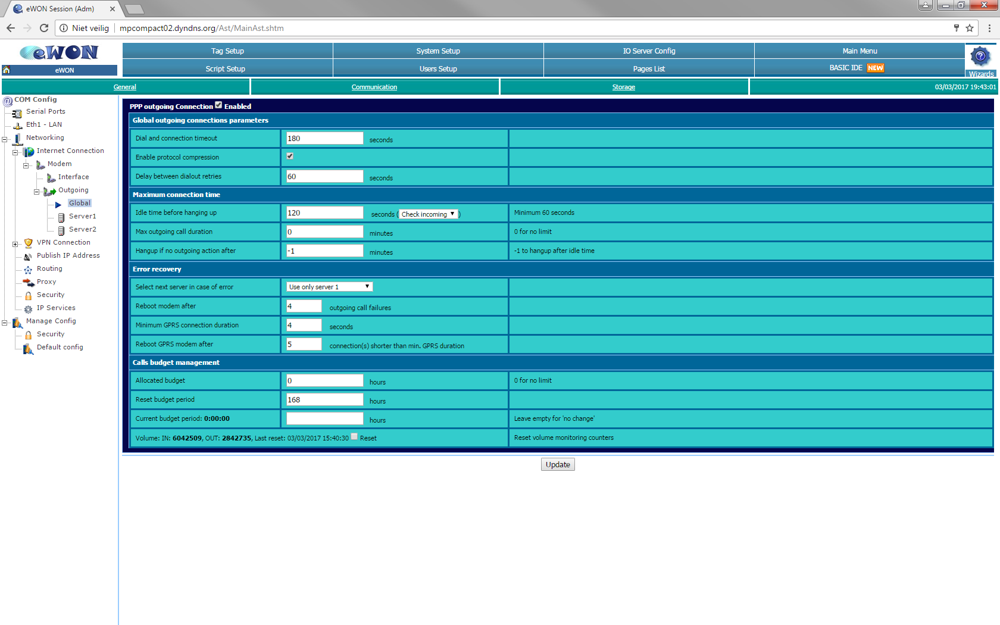 eWON Session (Adm)
Niet veilig | mpcompact02.dyndns.org/Ast/MainAst.shtm
eWON
Tag Setup System Setup IO Server Config Main Menu
eWON
Script Setup Users Setup Pages List BASIC IDE NEW
Wizards
General Communication Storage 03/03/2017 19:43:01
COM Config
Serial Ports
Eth1 - LAN
Networking
Internet Connection
Modem
Interface
Outgoing
Global
Server1
Server2
VPN Connection
Publish IP Address
Routing
Proxy
Security
IP Services
Manage Config
Security
Default config
PPP outgoing Connection Enabled
Global outgoing connections parameters
Dial and connection timeout 180 seconds
Enable protocol compression
Delay between dialout retries 60 seconds
Maximum connection time
Idle time before hanging up 120 seconds ( Check incoming ) Minimum 60 seconds
Max outgoing call duration 0 minutes 0 for no limit
Hangup if no outgoing action after -1 minutes -1 to hangup after idle time
Error recovery
Select next server in case of error Use only server 1
Reboot modem after 4 outgoing call failures
Minimum GPRS connection duration 4 seconds
Reboot GPRS modem after 5 connection(s) shorter than min. GPRS duration
Calls budget management
Allocated budget 0 hours 0 for no limit
Reset budget period 168 hours
Current budget period: 0:00:00 hours Leave empty for 'no change'
Volume: IN: 6042509, OUT: 2842735, Last reset: 03/03/2017 15:40:30 Reset Reset volume monitoring counters
Update